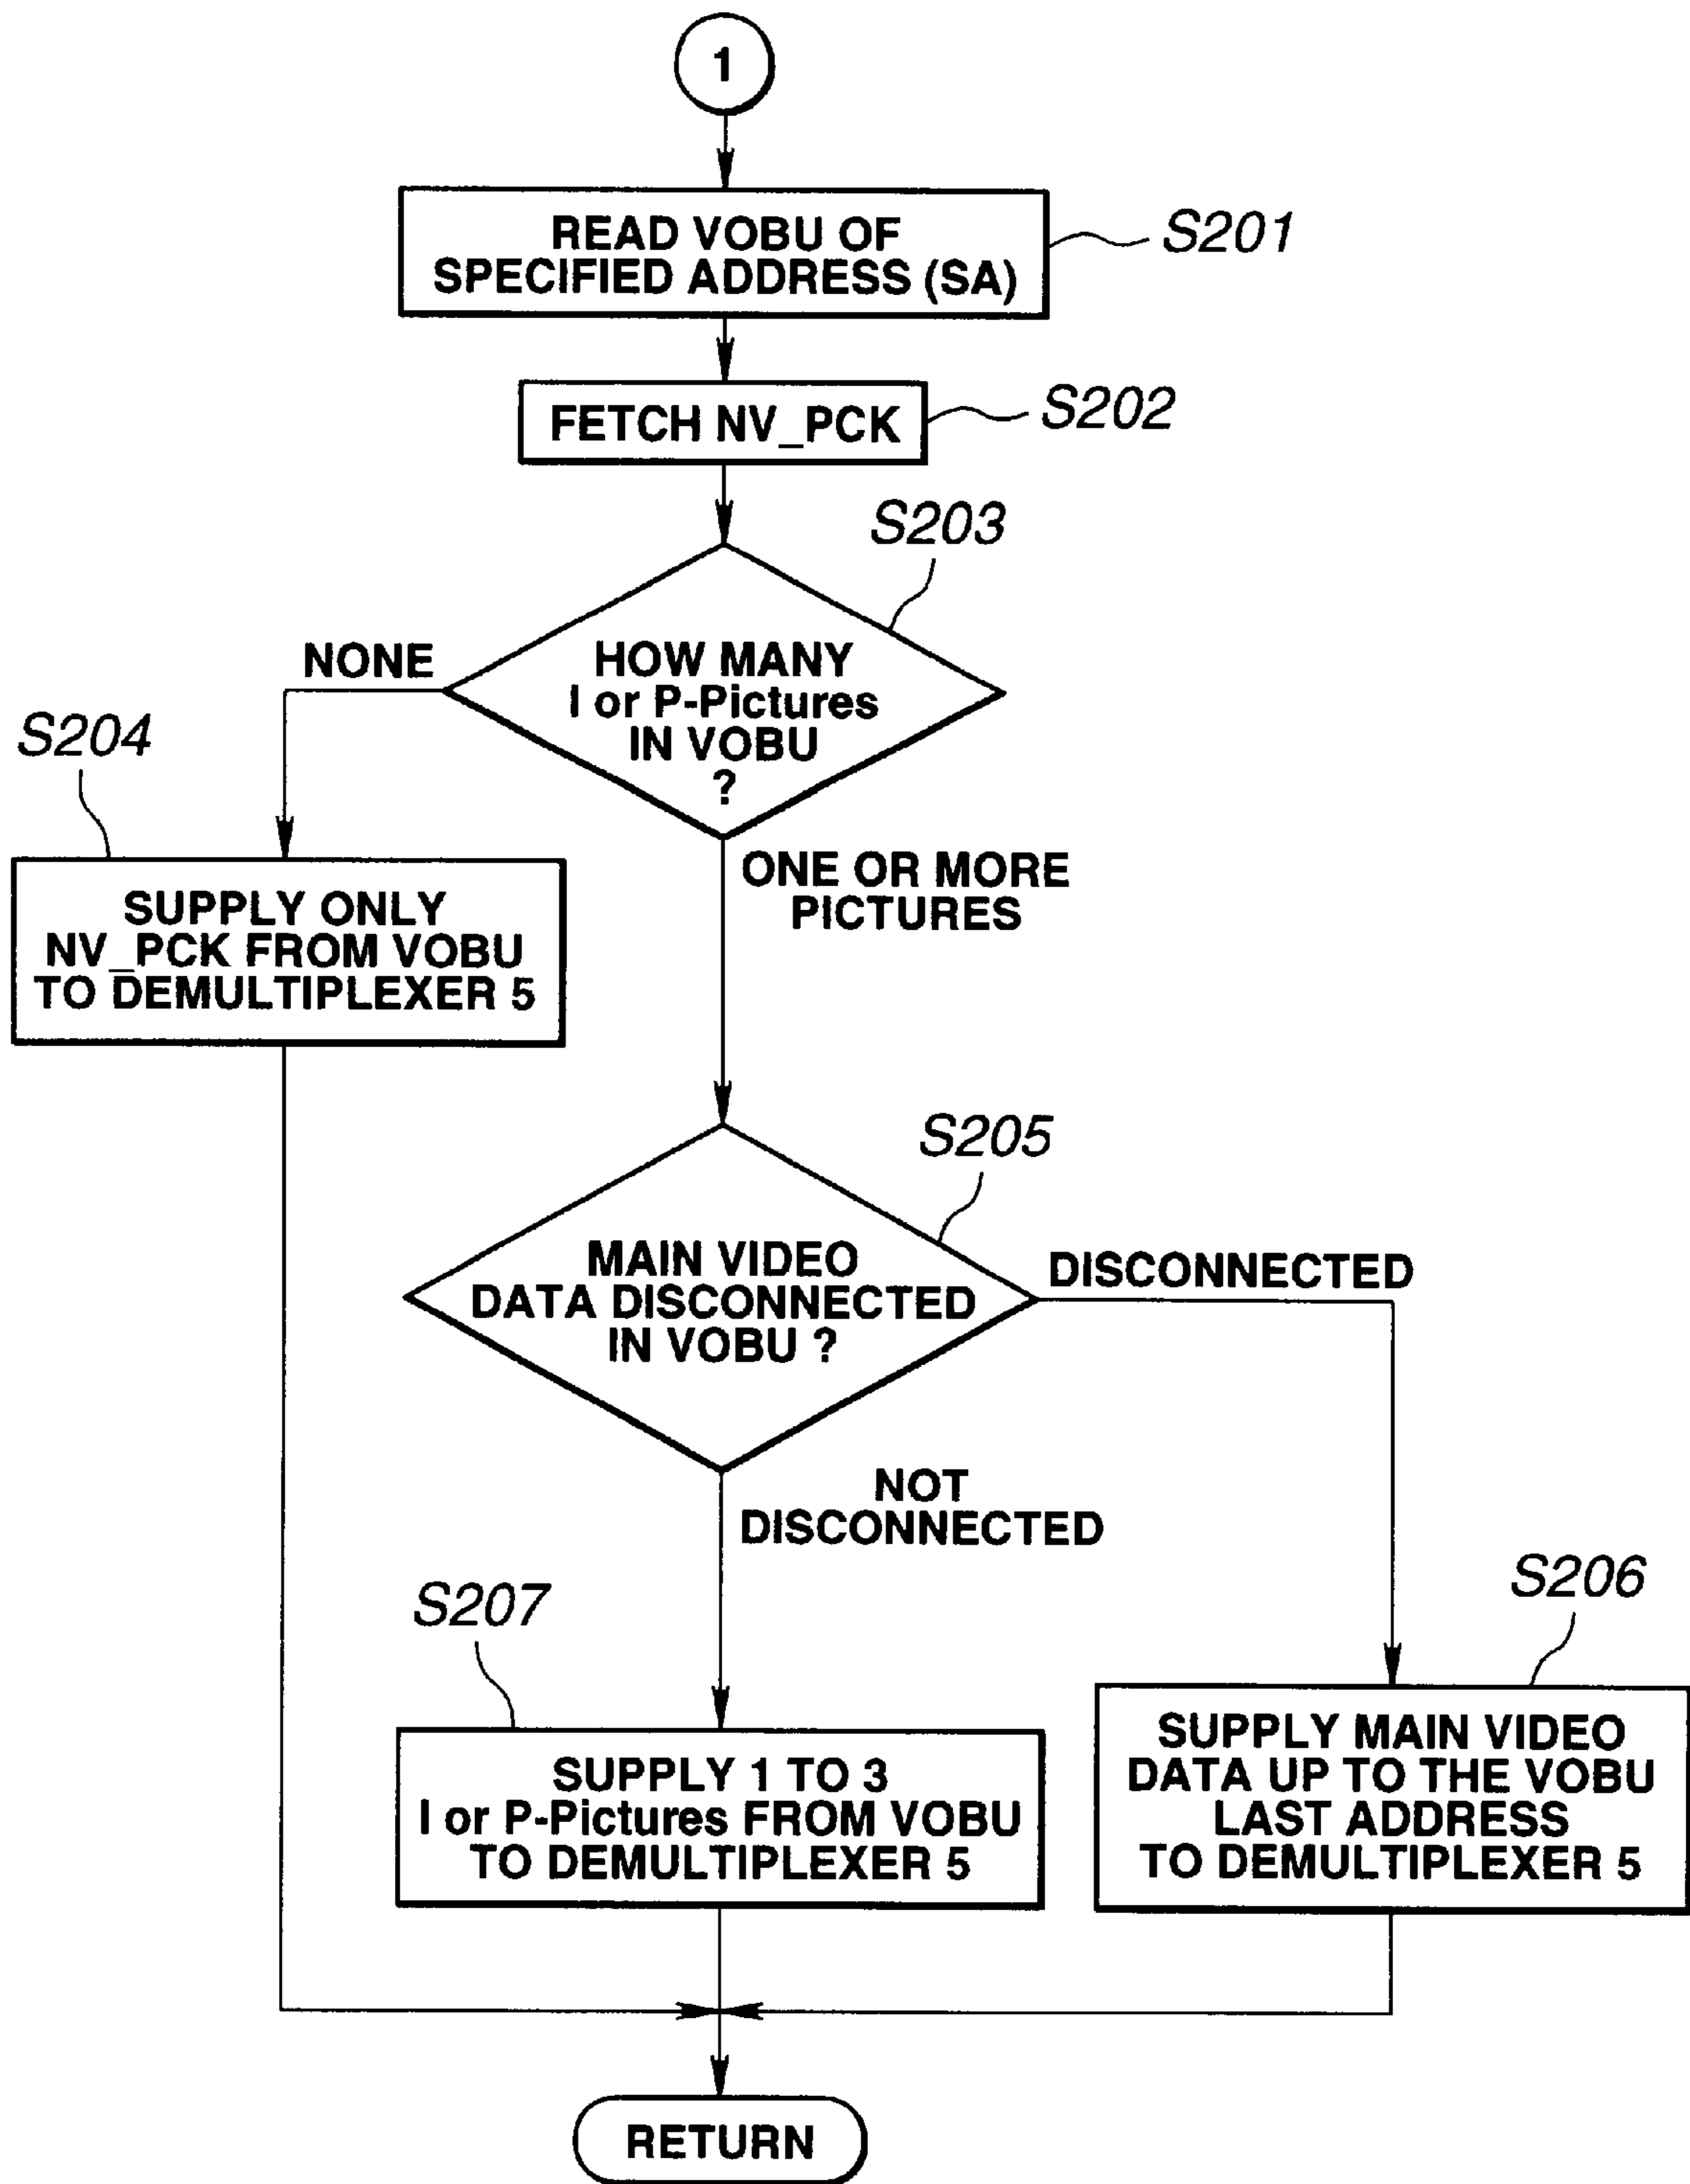 1
READ VOBU OF
SPECIFIED ADDRESS (SA)
S201
FETCH NV_PCK
S202
S203
HOW MANY
I or P-Pictures
IN VOBU
?
NONE
S204
SUPPLY ONLY
NV_PCK FROM VOBU
TO DEMULTIPLEXER 5
ONE OR MORE
PICTURES
S205
MAIN VIDEO
DATA DISCONNECTED
IN VOBU ?
DISCONNECTED
NOT
DISCONNECTED
S207
SUPPLY 1 TO 3
I or P-Pictures FROM VOBU
TO DEMULTIPLEXER 5
S206
SUPPLY MAIN VIDEO
DATA UP TO THE VOBU
LAST ADDRESS
TO DEMULTIPLEXER 5
RETURN